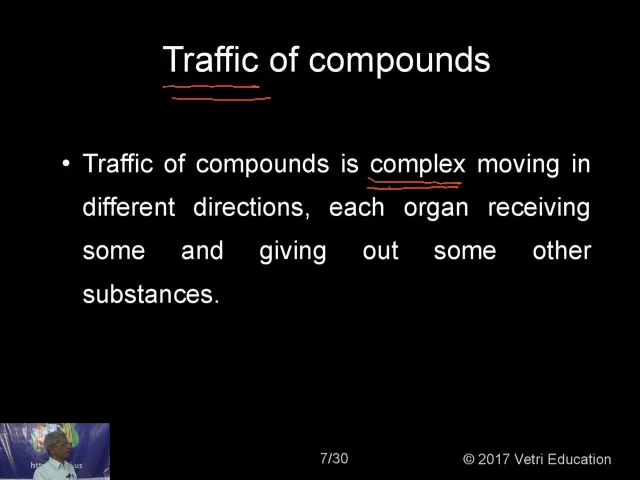 Traffic of compounds
• Traffic of compounds is complex moving in
different directions, each organ receiving
some and giving out some other
substances.
7/30
© 2017 Vetri Education